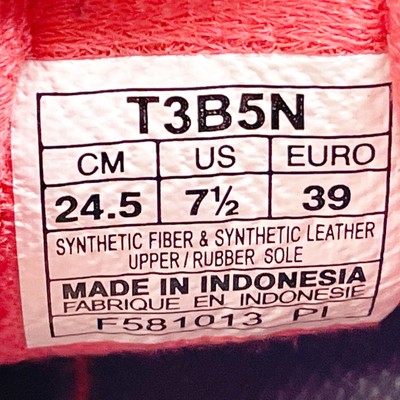 T3B5N
CM US EURO
24.5 7½ 39
SYNTHETIC FIBER & SYNTHETIC LEATHER
UPPER/RUBBER SOLE
MADE IN INDONESIA
FABRIQUE EN INDONESIE
F581013 PI